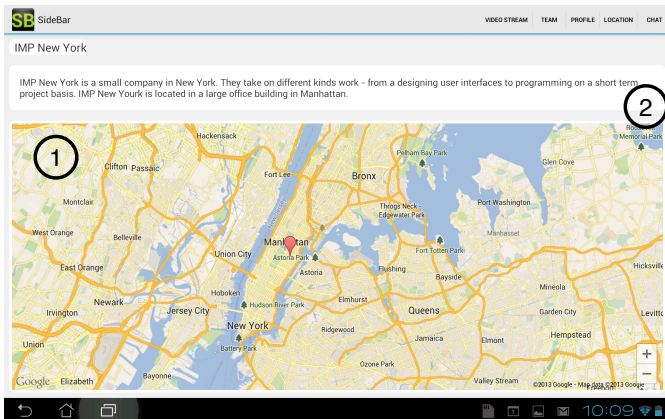 SB SideBar
VIDEO STREAM TEAM PROFILE LOCATION CHAT
IMP New York
IMP New York is a small company in New York. They take on different kinds work - from a designing user interfaces to programming on a short term
project basis. IMP New Yourk is located in a large office building in Manhattan.
2
1
Hackensack
Memorial Park
Pelham Bay Park
Clifton Passaic
Glen Cove
Fort Lee
Bronx
Montclair
Throgs Neck -
Edgewater Park
Port Washington
West Orange
Belleville
Manhasset
Manhattan
Union City
Astoria Park
Fort Totten Park
East Orange
Astoria
Flushing
Bayside
Hicksville
Mineola
Hoboken
Newark
Hudson River Park
Elmhurst
Irvington
Jersey City
Queens
Garden City
New York
Ridgewood
Hempstead
Union
Jamaica
Elmont
Battery Park
Ozone Park
+
Bayonne
Valley Stream
−
Google
Elizabeth
©2013 Google - Map data ©2013 Google
1
10:09